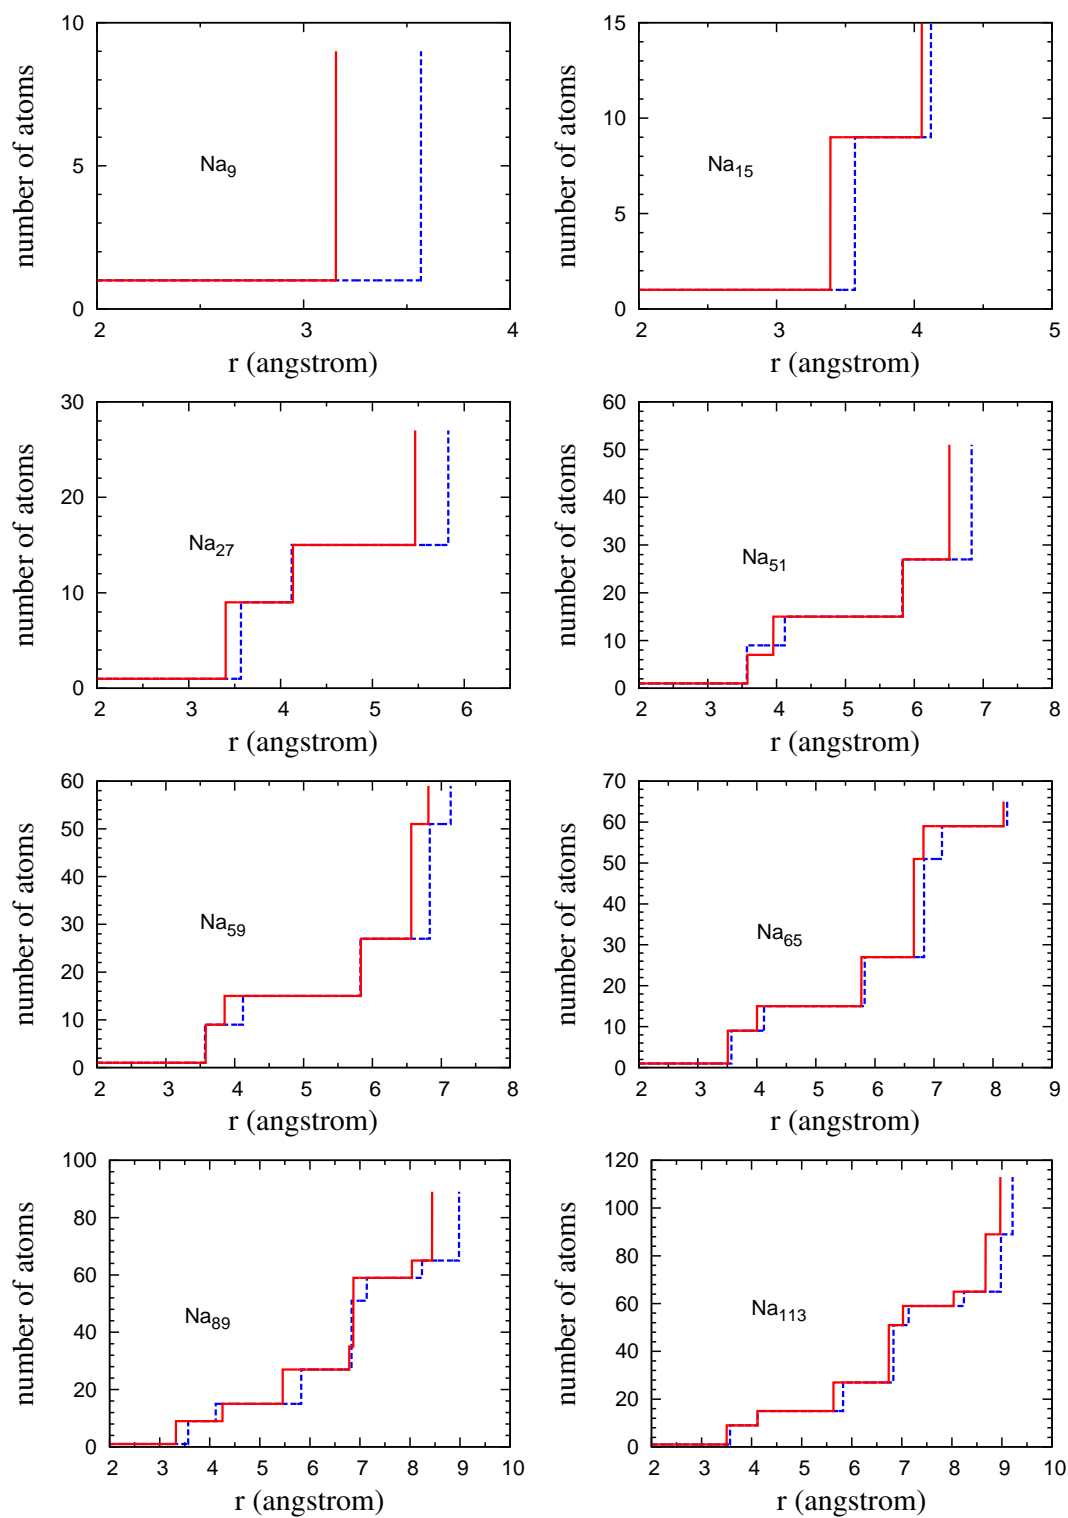 number of atoms
10
5
0
Na9
2 3 4
r (angstrom)
number of atoms
15
10
5
0
Na15
2 3 4 5
r (angstrom)
number of atoms
30
20
10
0
Na27
2 3 4 5 6
r (angstrom)
number of atoms
60
50
40
30
20
10
0
Na51
2 3 4 5 6 7 8
r (angstrom)
number of atoms
60
50
40
30
20
10
0
Na59
2 3 4 5 6 7 8
r (angstrom)
number of atoms
70
60
50
40
30
20
10
0
Na65
2 3 4 5 6 7 8 9
r (angstrom)
number of atoms
100
80
60
40
20
0
Na89
2 3 4 5 6 7 8 9 10
r (angstrom)
number of atoms
120
100
80
60
40
20
0
Na113
2 3 4 5 6 7 8 9 10
r (angstrom)